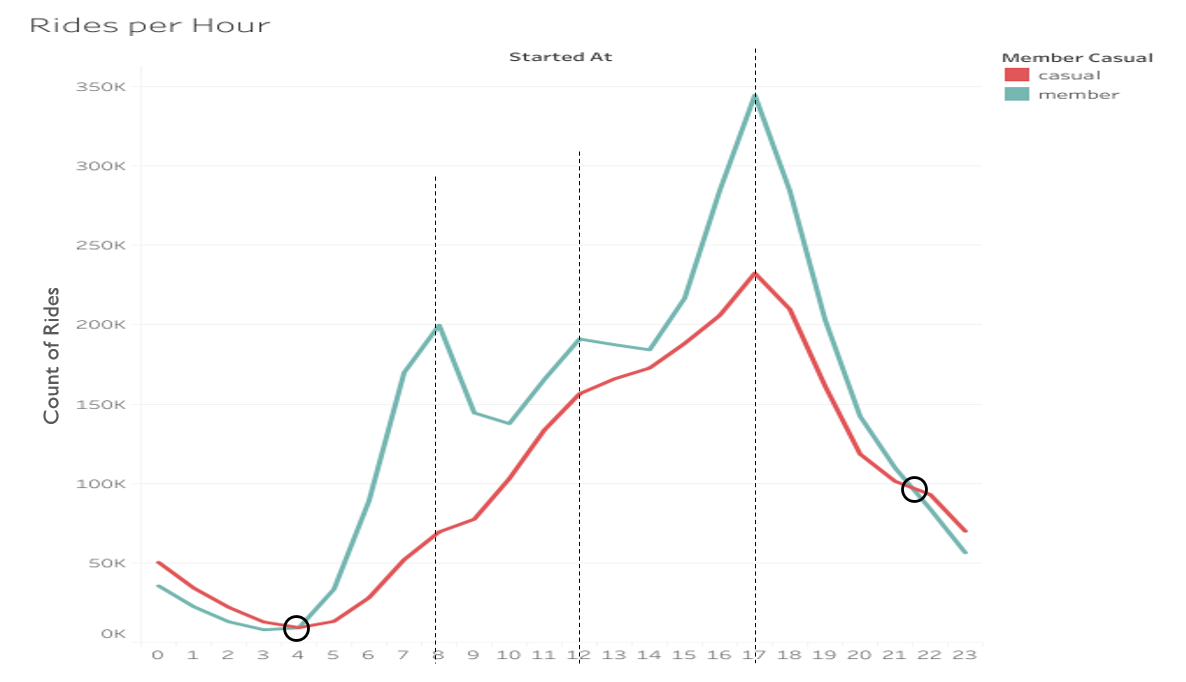 Rides per Hour
Started At
Member Casual
casual
member
350K
300K
250K
200K
150K
100K
50K
0K
Count of Rides
0 1 2 3 4 5 6 7 8 9 10 11 12 13 14 15 16 17 18 19 20 21 22 23